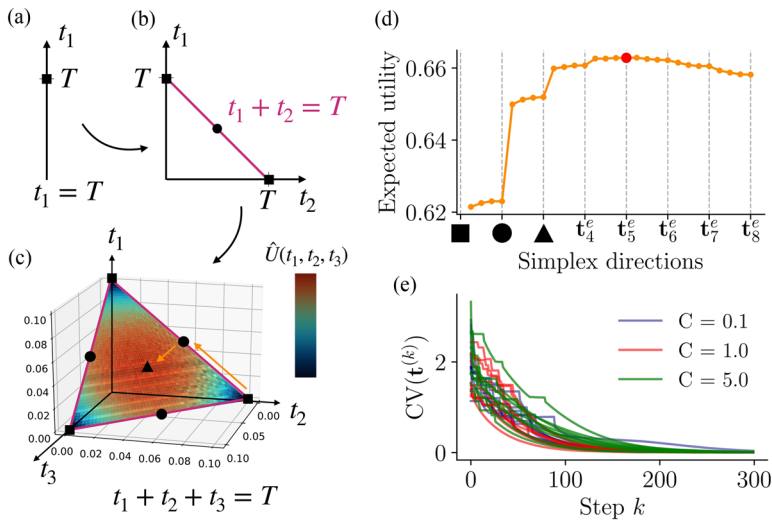 (a)
t₁
T
t₁ = T
(b)
t₁
T
t₁ + t₂ = T
T
t₂
(c)
t₁
Û(t₁, t₂, t₃)
0.10
0.08
0.06
0.04
0.02
0.00
0.00
0.02
0.04
0.06
0.08
0.10
0.00
0.05
0.10
t₂
t₃
t₁ + t₂ + t₃ = T
(d)
Expected utility
0.66
0.64
0.62
𝐭₄ᵉ 𝐭₅ᵉ 𝐭₆ᵉ 𝐭₇ᵉ 𝐭₈ᵉ
Simplex directions
(e)
CV(𝐭⁽ᵏ⁾)
2
0
C = 0.1
C = 1.0
C = 5.0
0 100 200 300
Step k